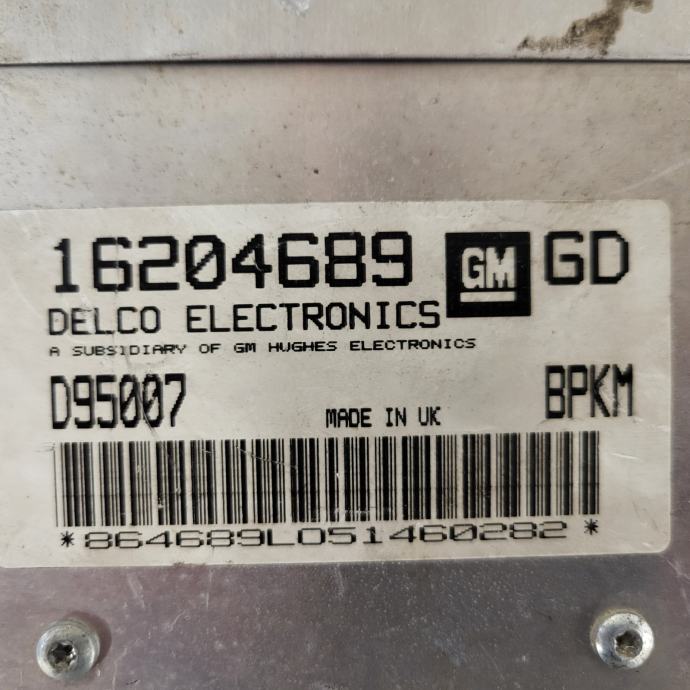 16204689 GM GD
DELCO ELECTRONICS
A SUBSIDIARY OF GM HUGHES ELECTRONICS
D95007 MADE IN UK BPKM
*864689L051460282*